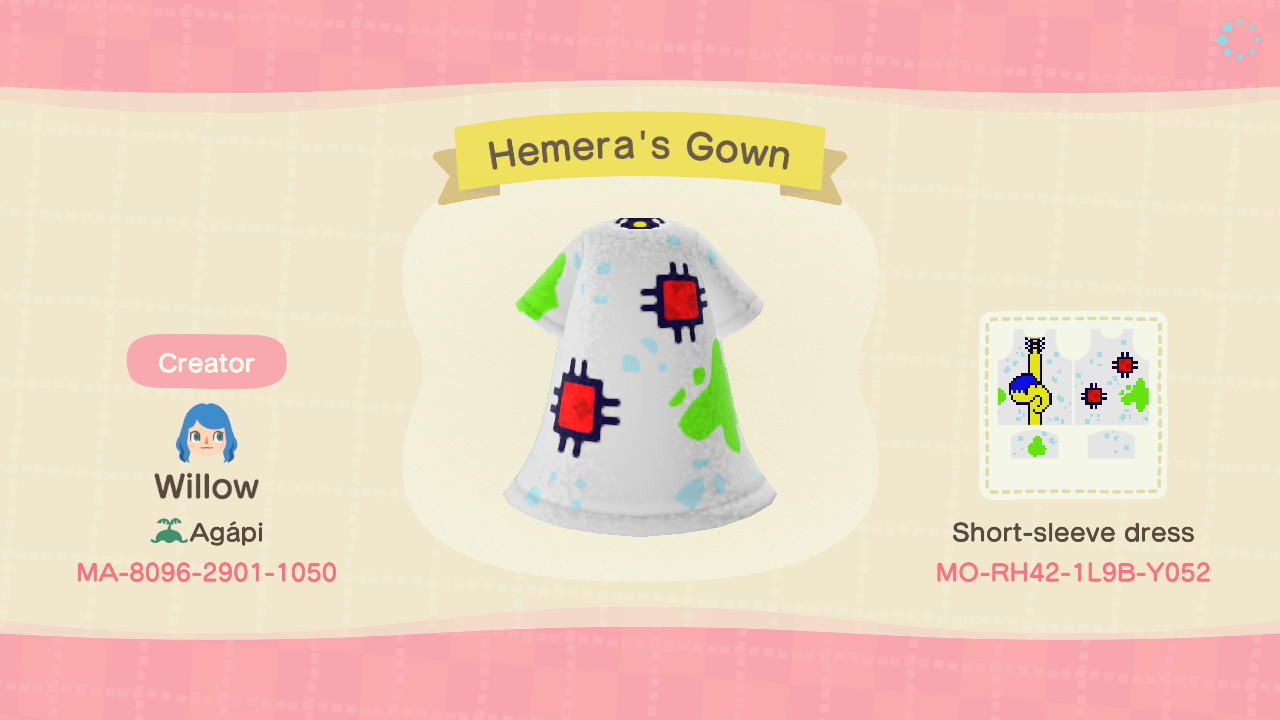 Hemera's Gown
Creator
Willow
Agápi
MA-8096-2901-1050
Short-sleeve dress
MO-RH42-1L9B-Y052